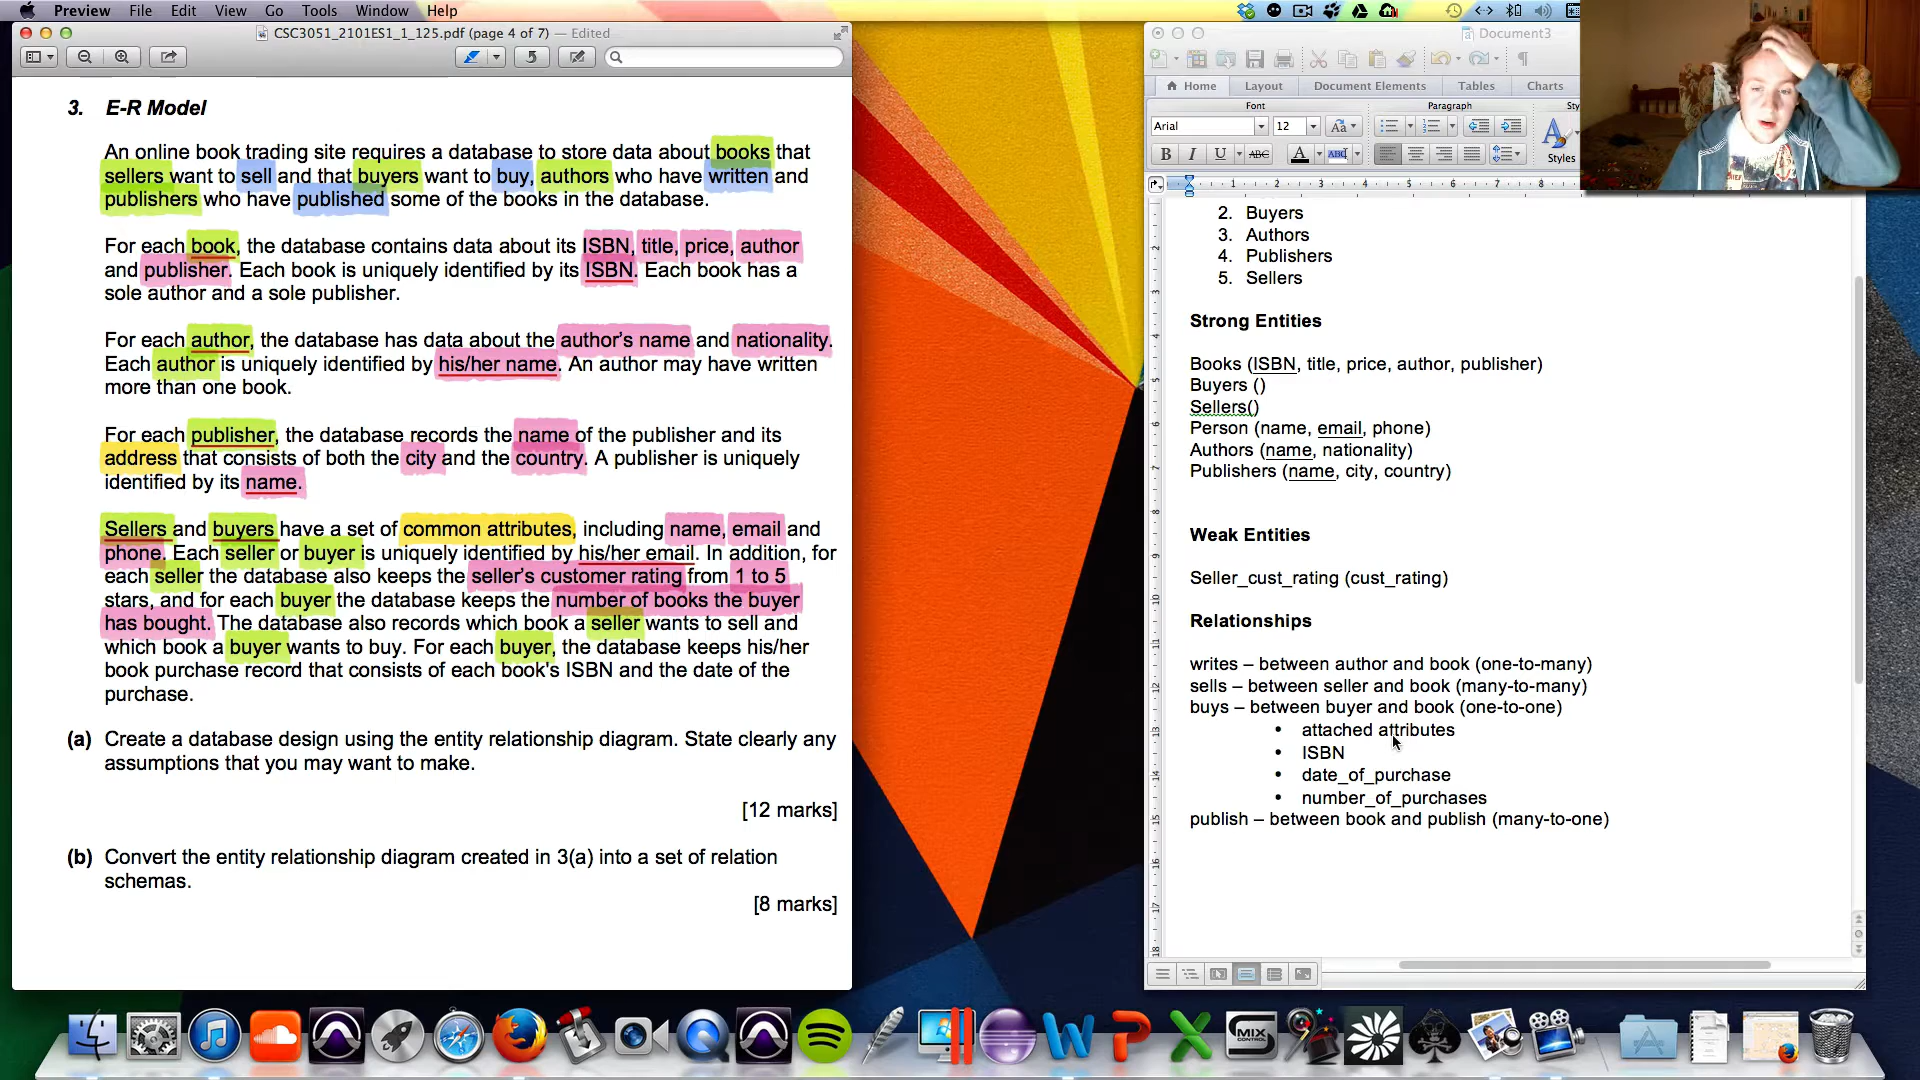 Preview File Edit View Go Tools Window Help
CSC3051_2101ES1_1_125.pdf (page 4 of 7) — Edited
3. E-R Model
An online book trading site requires a database to store data about books that
sellers want to sell and that buyers want to buy, authors who have written and
publishers who have published some of the books in the database.
For each book, the database contains data about its ISBN, title, price, author
and publisher. Each book is uniquely identified by its ISBN. Each book has a
sole author and a sole publisher.
For each author, the database has data about the author's name and nationality.
Each author is uniquely identified by his/her name. An author may have written
more than one book.
For each publisher, the database records the name of the publisher and its
address that consists of both the city and the country. A publisher is uniquely
identified by its name.
Sellers and buyers have a set of common attributes, including name, email and
phone. Each seller or buyer is uniquely identified by his/her email. In addition, for
each seller the database also keeps the seller's customer rating from 1 to 5
stars, and for each buyer the database keeps the number of books the buyer
has bought. The database also records which book a seller wants to sell and
which book a buyer wants to buy. For each buyer, the database keeps his/her
book purchase record that consists of each book's ISBN and the date of the
purchase.
(a) Create a database design using the entity relationship diagram. State clearly any
assumptions that you may want to make.
[12 marks]
(b) Convert the entity relationship diagram created in 3(a) into a set of relation
schemas.
[8 marks]
Document3
Home Layout Document Elements Tables Charts
Font Paragraph Sty
Arial 12 Aa
B I U ABC A ABC Styles
1 2 3 4 5 6 7 8
2. Buyers
3. Authors
4. Publishers
5. Sellers
Strong Entities
Books (ISBN, title, price, author, publisher)
Buyers ()
Sellers()
Person (name, email, phone)
Authors (name, nationality)
Publishers (name, city, country)
Weak Entities
Seller_cust_rating (cust_rating)
Relationships
writes – between author and book (one-to-many)
sells – between seller and book (many-to-many)
buys – between buyer and book (one-to-one)
• attached attributes
• ISBN
• date_of_purchase
• number_of_purchases
publish – between book and publish (many-to-one)
MIX CONTROL